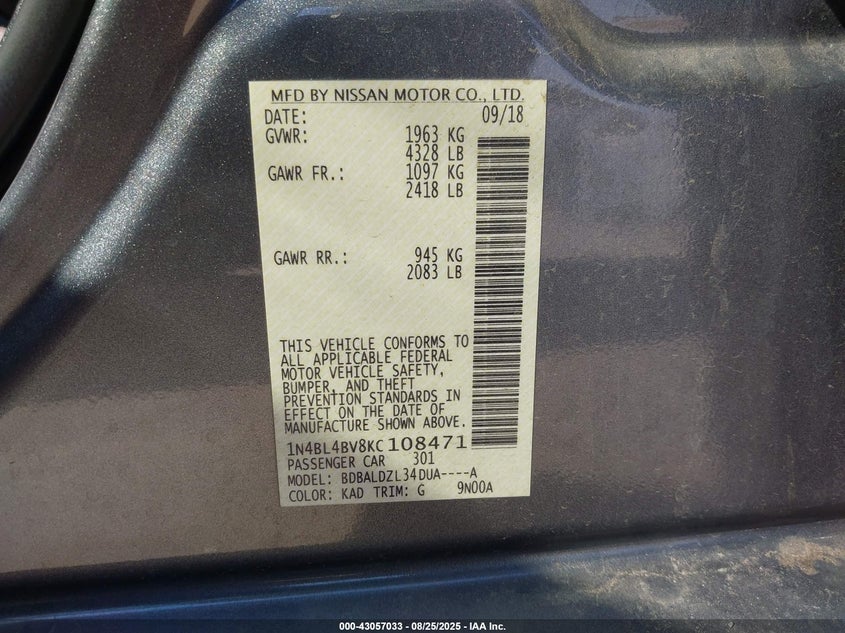 MFD BY NISSAN MOTOR CO., LTD.
DATE: 09/18
GVWR: 1963 KG
4328 LB
GAWR FR.: 1097 KG
2418 LB
GAWR RR.: 945 KG
2083 LB
THIS VEHICLE CONFORMS TO
ALL APPLICABLE FEDERAL
MOTOR VEHICLE SAFETY,
BUMPER, AND THEFT
PREVENTION STANDARDS IN
EFFECT ON THE DATE OF
MANUFACTURE SHOWN ABOVE.
1N4BL4BV8KC108471
PASSENGER CAR 301
MODEL: BDBALDZL34DUA----A
COLOR: KAD TRIM: G 9N00A
000-43057033 - 08/25/2025 - IAA Inc.